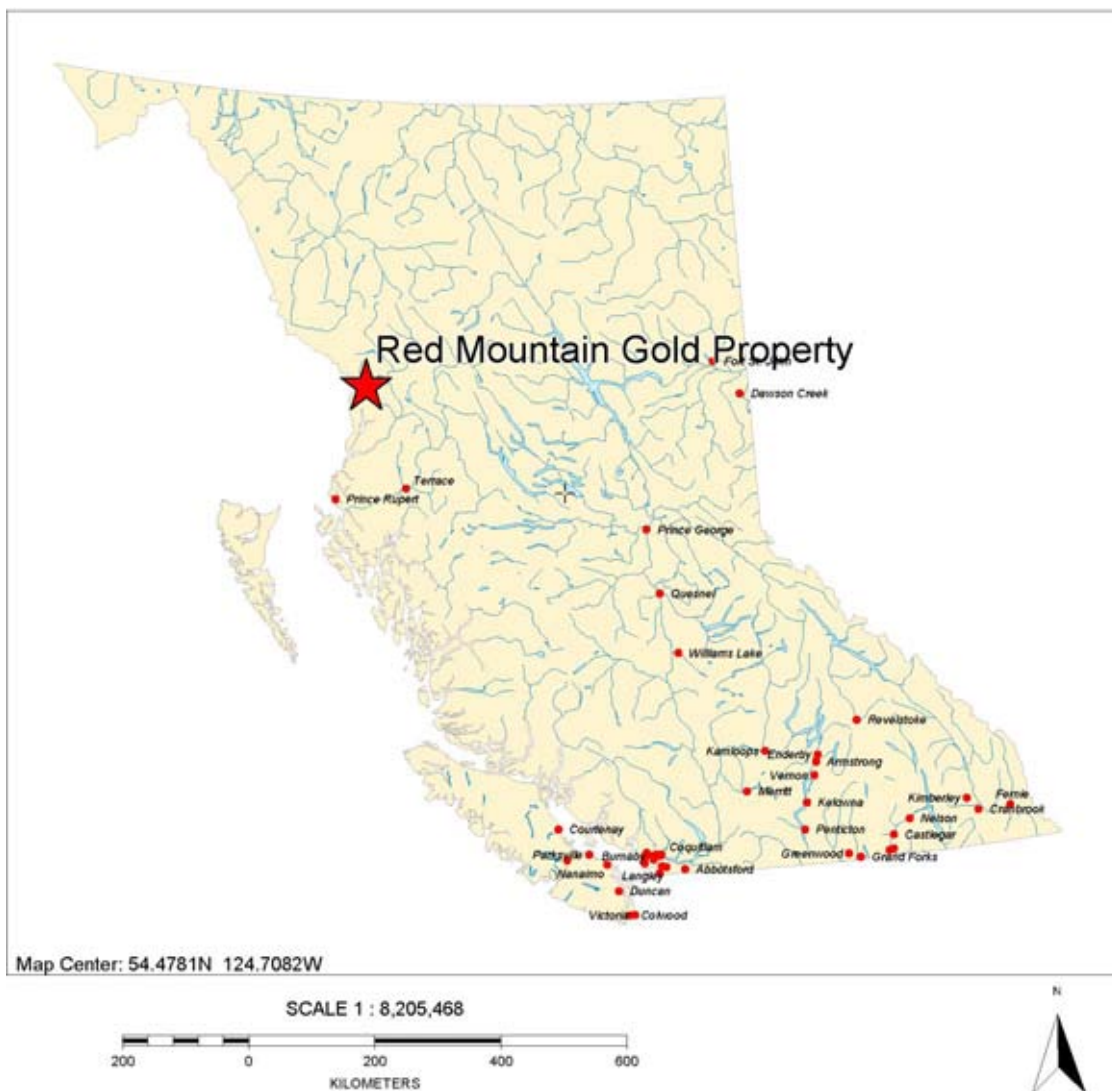 Red Mountain Gold Property
Fort St. John
Dawson Creek
Terrace
Prince Rupert
Prince George
Quesnel
Williams Lake
Revelstoke
Kamloops
Enderby
Armstrong
Vernon
Merritt
Kelowna
Kimberley
Fernie
Cranbrook
Nelson
Courtenay
Penticton
Castlegar
Parksville
Burnaby
Coquitlam
Greenwood
Grand Forks
Nanaimo
Langley
Abbotsford
Duncan
Victoria
Colwood
Map Center: 54.4781N 124.7082W
SCALE 1 : 8,205,468
N
200 0 200 400 600
KILOMETERS